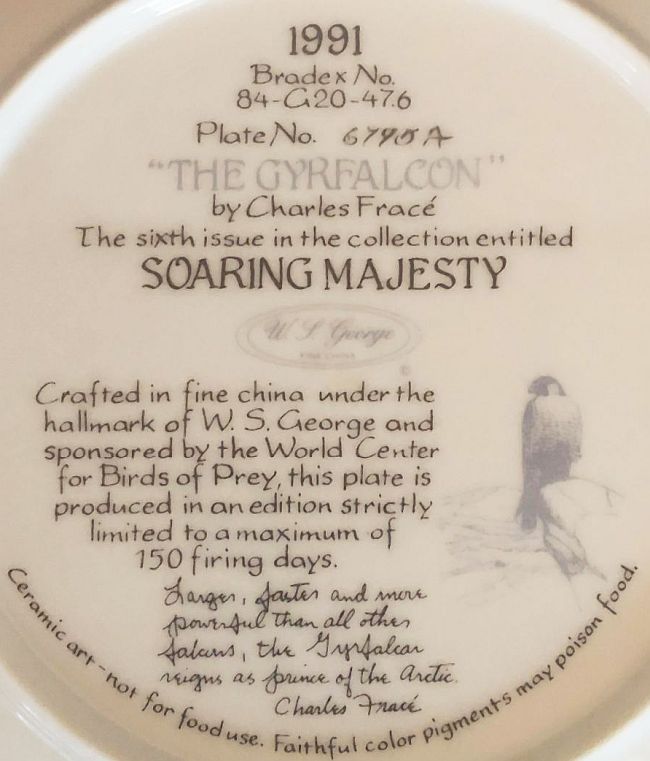 1991
Bradex No.
84-G20-47.6
Plate No. 6790A
"THE GYRFALCON"
by Charles Fracé
The sixth issue in the collection entitled
SOARING MAJESTY
W. S. George
FINE CHINA
Crafted in fine china under the
hallmark of W. S. George and
sponsored by the World Center
for Birds of Prey, this plate is
produced in an edition strictly
limited to a maximum of
150 firing days.
Larger, faster and more
powerful than all other
falcons, the Gyrfalcon
reigns as prince of the Arctic.
Charles Fracé
Ceramic art-not for food use. Faithful color pigments may poison food.